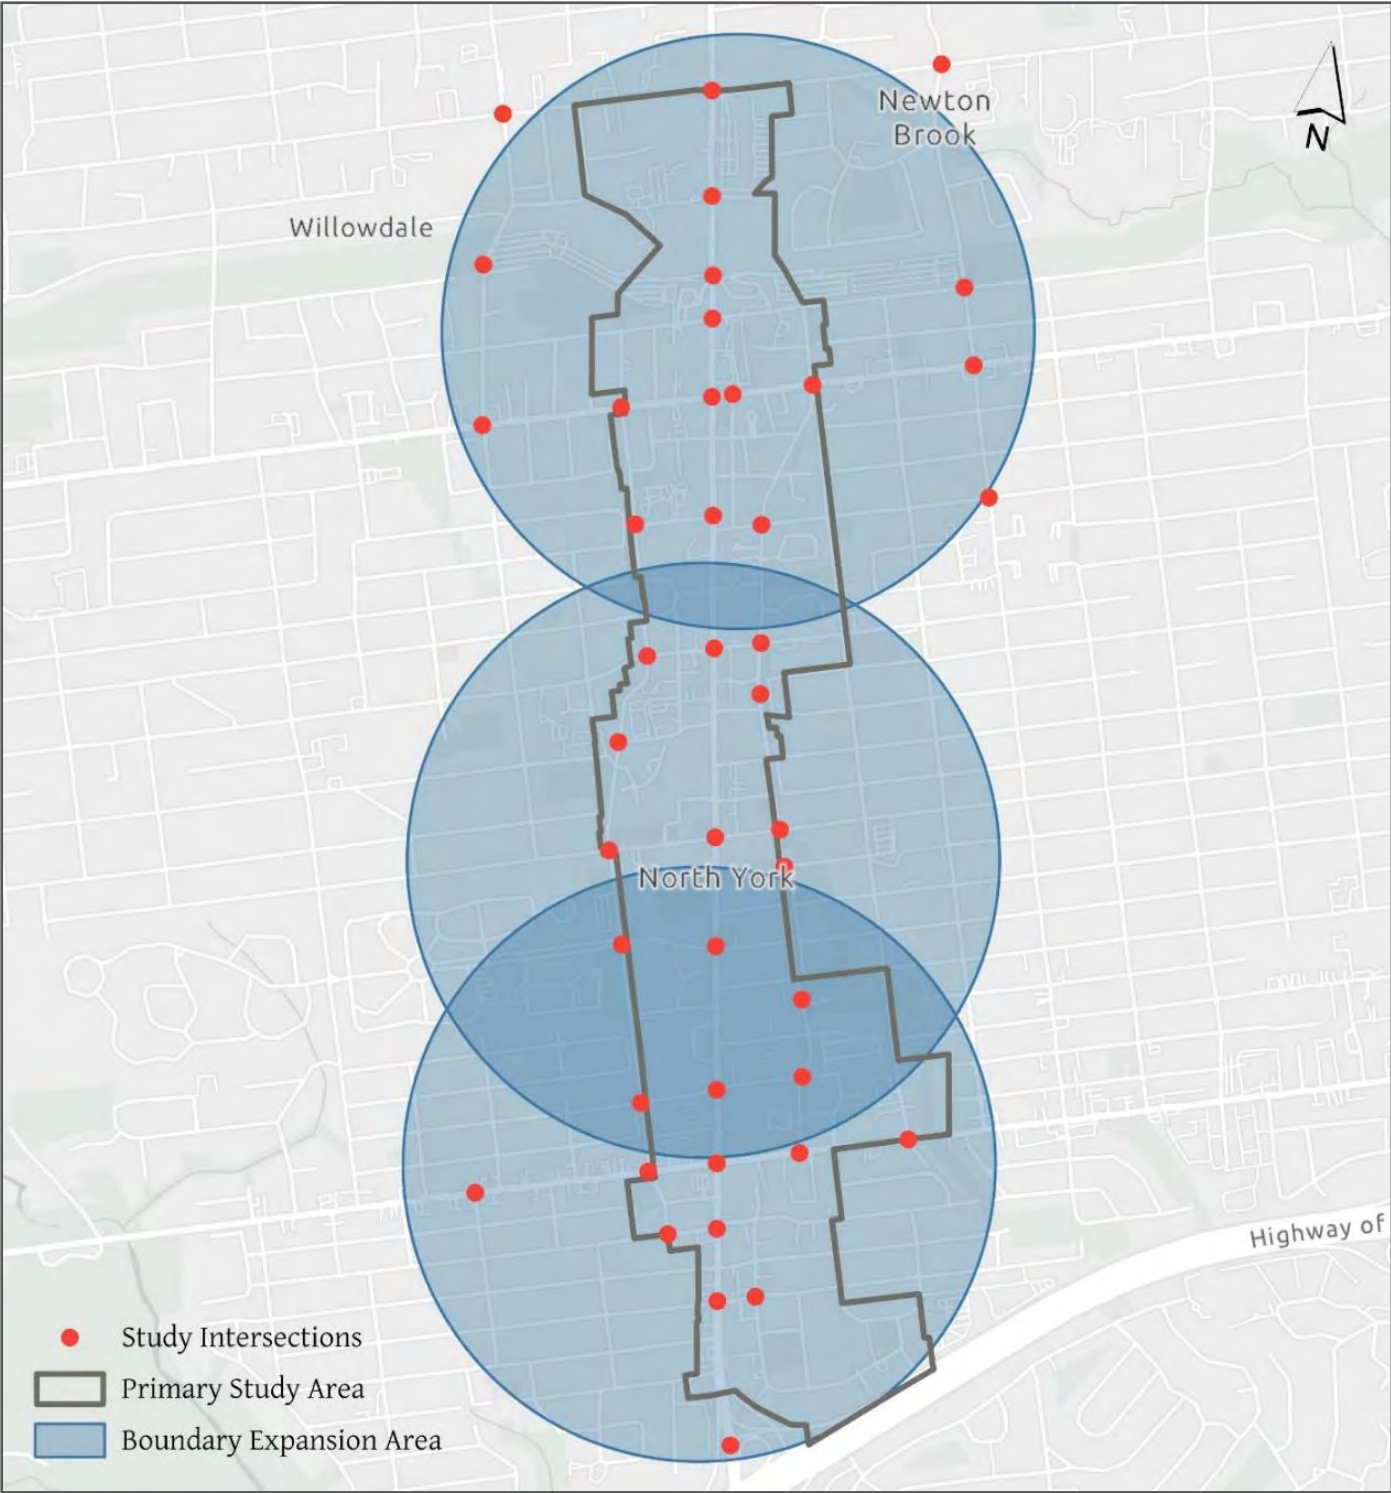 Newton
Brook
N
Willowdale
North York
Highway of
Study Intersections
Primary Study Area
Boundary Expansion Area